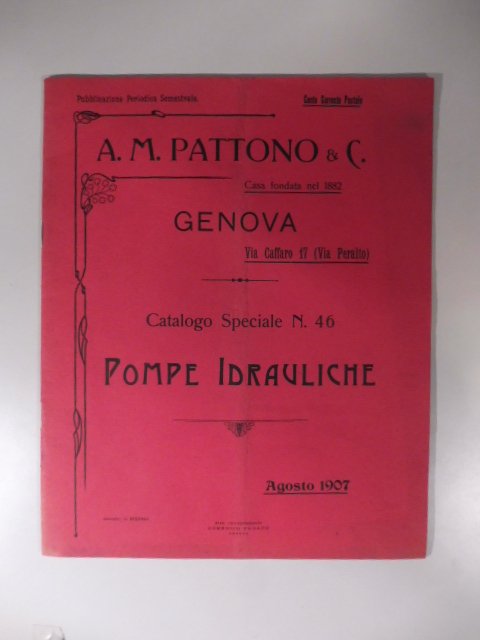 Pubblicazione Periodica Semestrale.
Conto Corrente Postale
A. M. PATTONO & C.
Casa fondata nel 1882
GENOVA
Via Caffaro 17 (Via Peralto)
Catalogo Speciale N. 46
POMPE IDRAULICHE
Agosto 1907